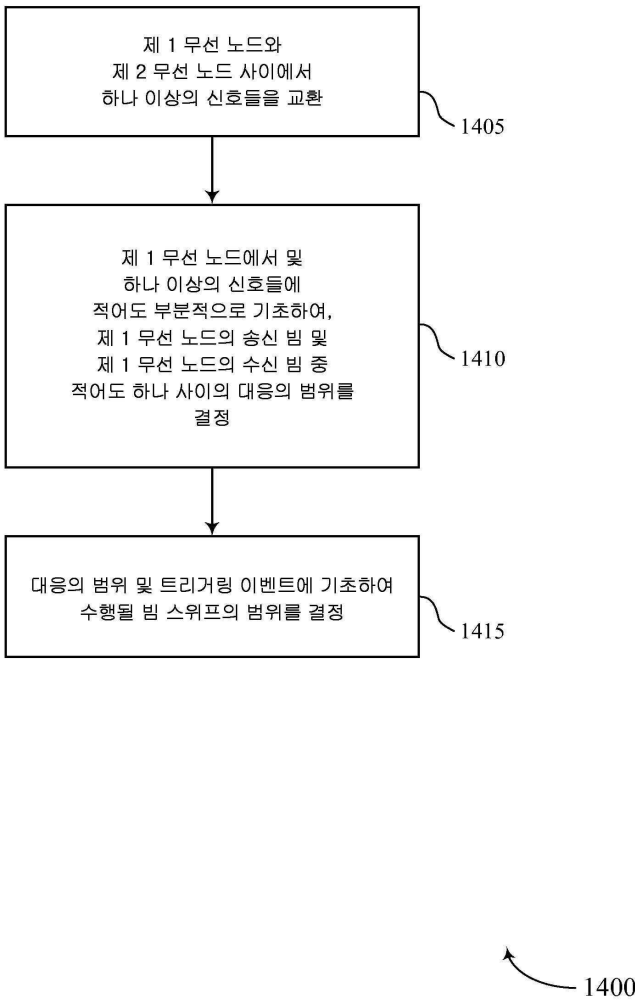 제 1 무선 노드와
제 2 무선 노드 사이에서
하나 이상의 신호들을 교환
1405
제 1 무선 노드에서 및
하나 이상의 신호들에
적어도 부분적으로 기초하여,
제 1 무선 노드의 송신 빔 및
제 1 무선 노드의 수신 빔 중
적어도 하나 사이의 대응의 범위를
결정
1410
대응의 범위 및 트리거링 이벤트에 기초하여
수행될 빔 스위프의 범위를 결정
1415
1400